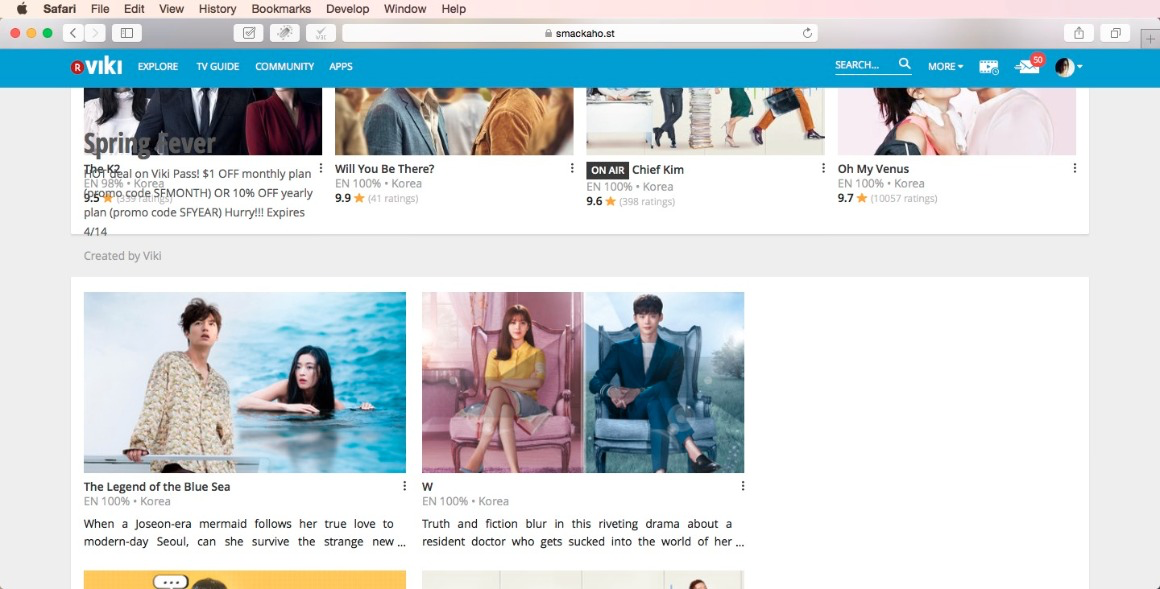 Safari File Edit View History Bookmarks Develop Window Help
smackaho.st
R VIKI EXPLORE TV GUIDE COMMUNITY APPS SEARCH... MORE 50
Spring Fever
HOT deal on Viki Pass! $1 OFF monthly plan
(promo code SFMONTH) OR 10% OFF yearly
plan (promo code SFYEAR) Hurry!!! Expires
4/14
Created by Viki
The K2
EN 98% • Korea
9.5 (339 ratings)
Will You Be There?
EN 100% • Korea
9.9 (41 ratings)
ON AIR Chief Kim
EN 100% • Korea
9.6 (398 ratings)
Oh My Venus
EN 100% • Korea
9.7 (10057 ratings)
The Legend of the Blue Sea
EN 100% • Korea
When a Joseon-era mermaid follows her true love to
modern-day Seoul, can she survive the strange new ...
W
EN 100% • Korea
Truth and fiction blur in this riveting drama about a
resident doctor who gets sucked into the world of her ...
...